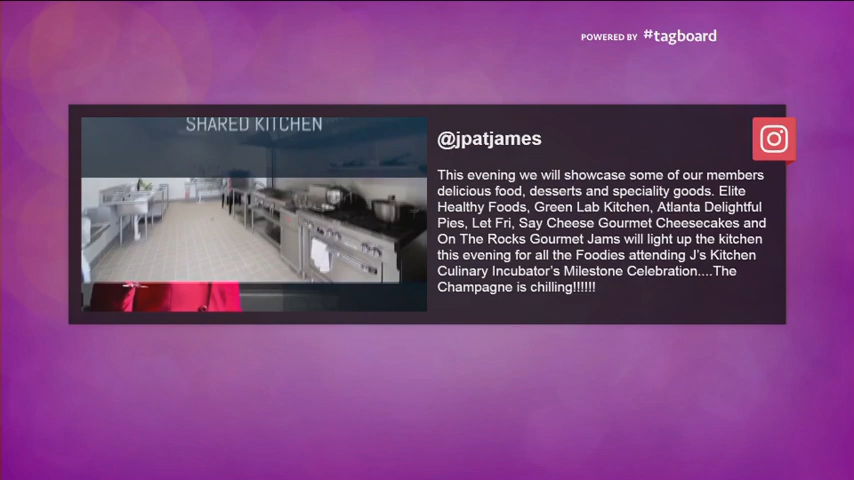 POWERED BY #tagboard
SHARED KITCHEN
@jpatjames
This evening we will showcase some of our members
delicious food, desserts and speciality goods. Elite
Healthy Foods, Green Lab Kitchen, Atlanta Delightful
Pies, Let Fri, Say Cheese Gourmet Cheesecakes and
On The Rocks Gourmet Jams will light up the kitchen
this evening for all the Foodies attending J’s Kitchen
Culinary Incubator’s Milestone Celebration....The
Champagne is chilling!!!!!!